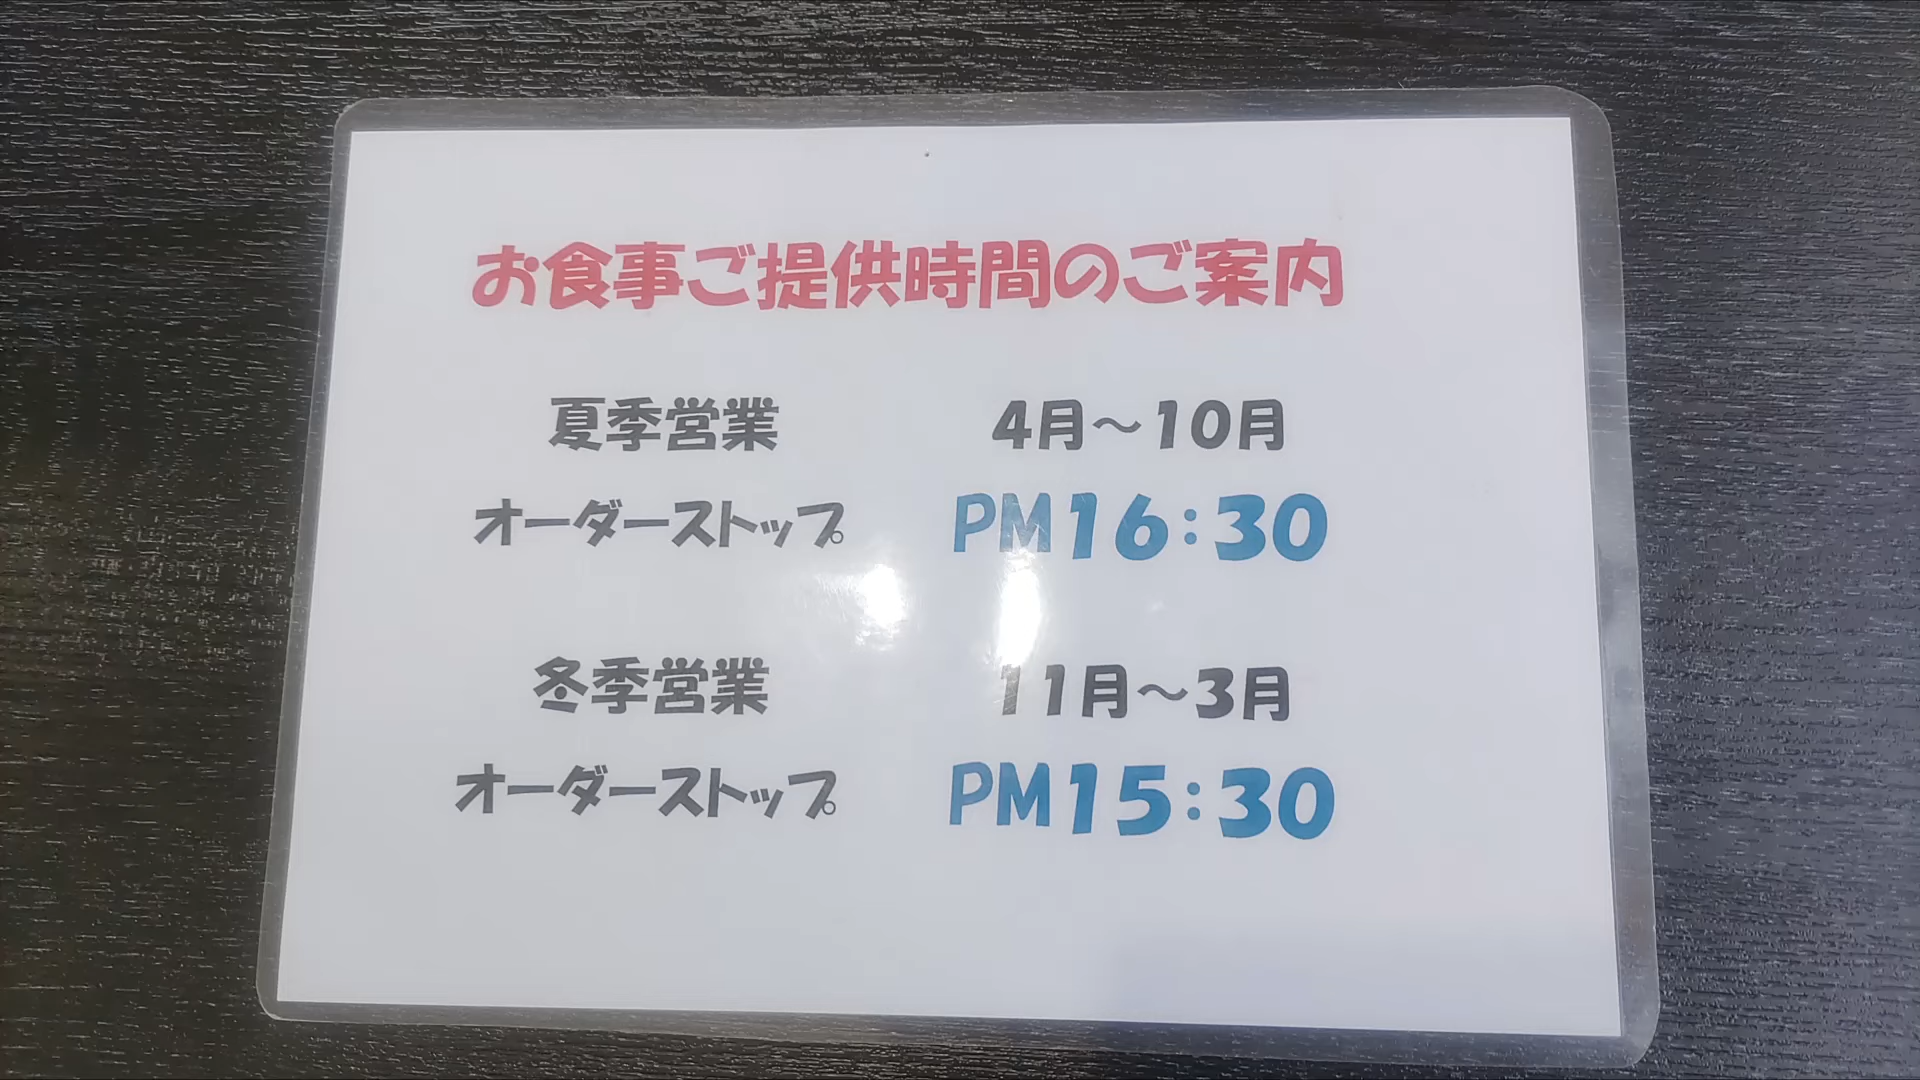 お食事ご提供時間のご案内
夏季営業 4月～10月
オーダーストップ PM16:30
冬季営業 11月～3月
オーダーストップ PM15:30